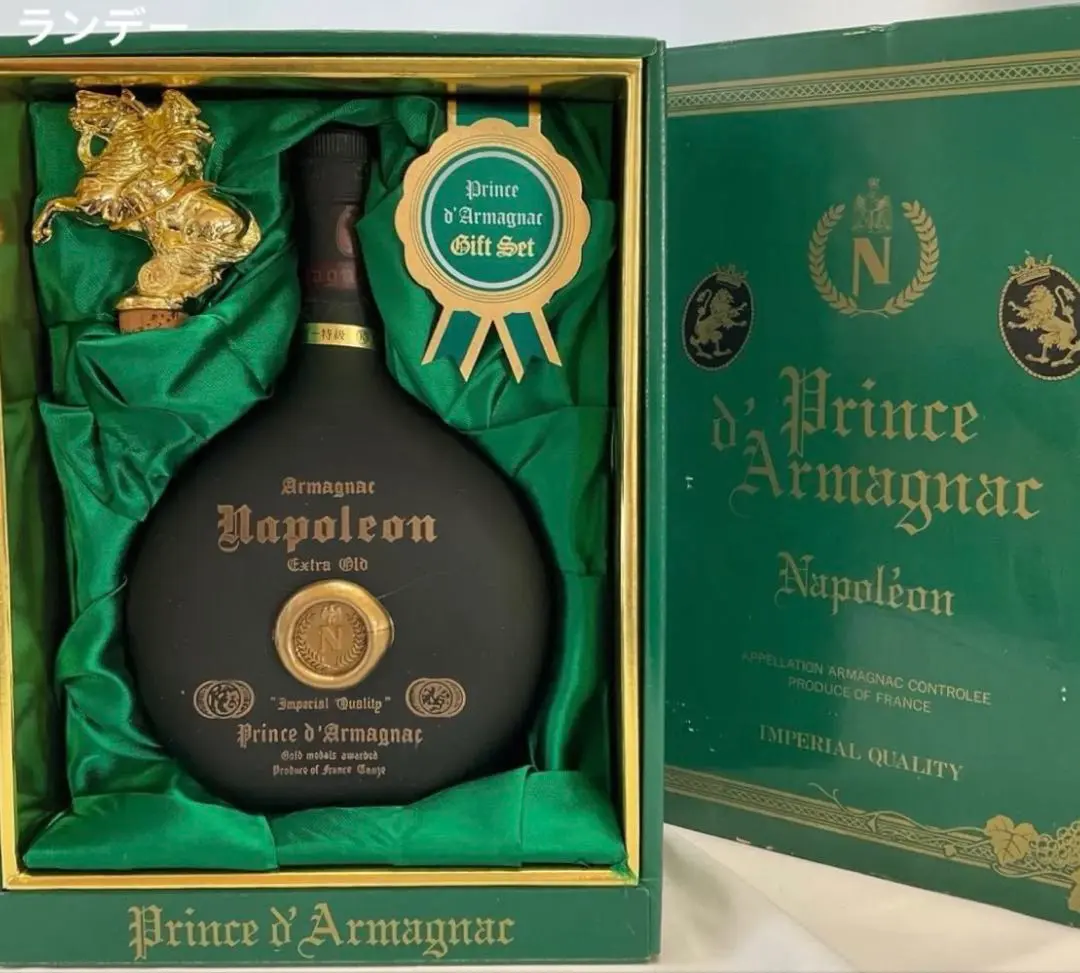 ランデー
Prince
d'Armagnac
Gift Set
特級
Armagnac
Napoleon
Extra Old
N
"Imperial Quality"
Prince d'Armagnac
Gold medals awarded
Produce of France Cauze
Prince d'Armagnac
N
Prince
d'Armagnac
Napoléon
APPELLATION ARMAGNAC CONTROLEE
PRODUCE OF FRANCE
IMPERIAL QUALITY